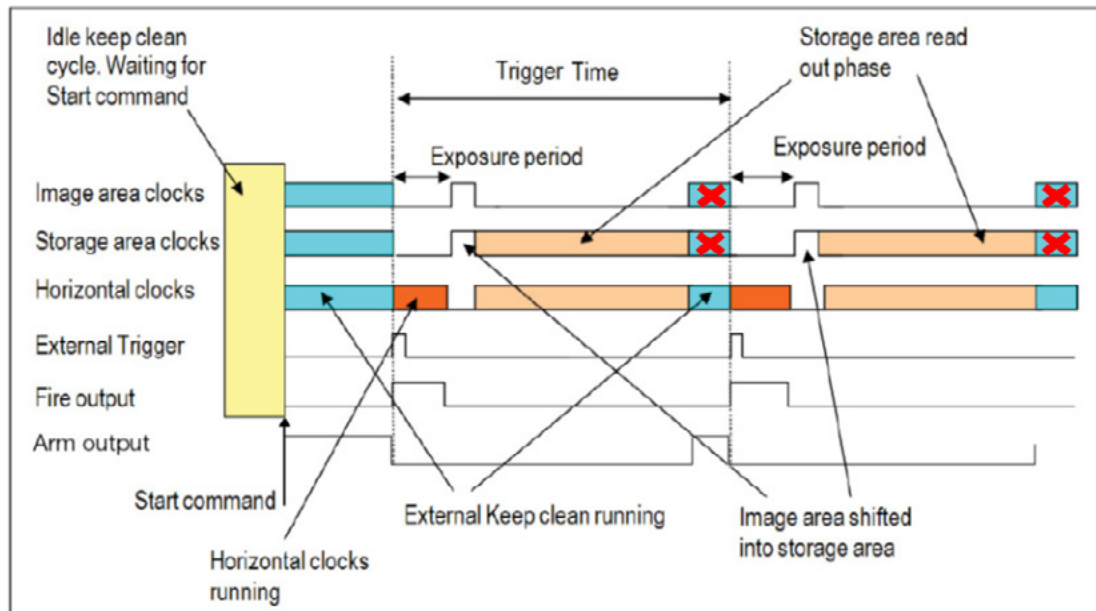 Idle keep clean
cycle. Waiting for
Start command
Trigger Time
Storage area read
out phase
Exposure period
Exposure period
Image area clocks
Storage area clocks
Horizontal clocks
External Trigger
Fire output
Arm output
Start command
External Keep clean running
Image area shifted
into storage area
Horizontal clocks
running